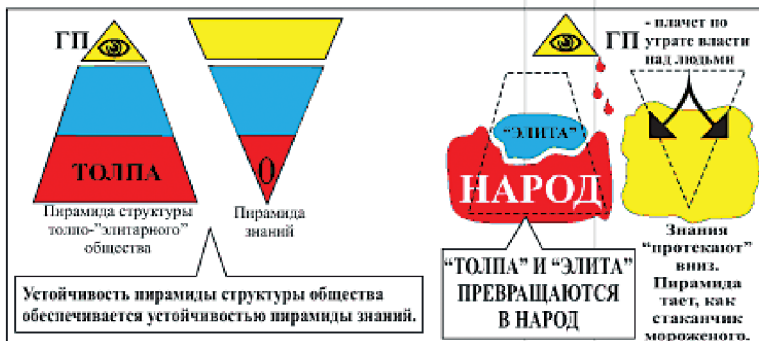 ГП
ТОЛПА
0
Пирамида структуры
толпо-"элитарного"
общества
Пирамида
знаний
Устойчивость пирамиды структуры общества
обеспечивается устойчивостью пирамиды знаний.
ГП
- плачет по
утрате власти
над людьми
"ЭЛИТА"
НАРОД
"ТОЛПА" И "ЭЛИТА"
ПРЕВРАЩАЮТСЯ
В НАРОД
Знания
"протекают"
вниз.
Пирамида
тает, как
стаканчик
мороженого.